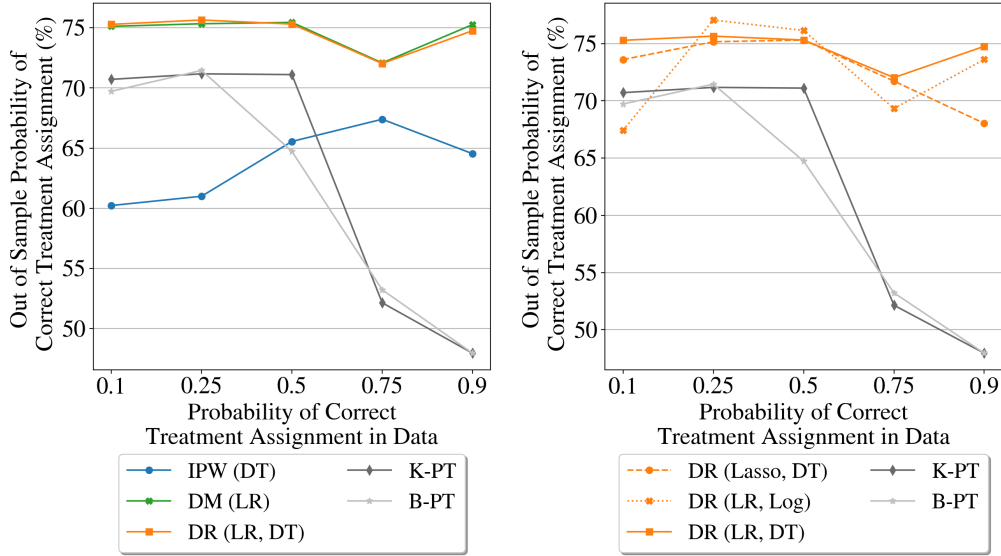 Out of Sample Probability of
Correct Treatment Assignment (%)
75
70
65
60
55
50
0.1 0.25 0.5 0.75 0.9
Probability of Correct
Treatment Assignment in Data
IPW (DT)
DM (LR)
DR (LR, DT)
K-PT
B-PT
Out of Sample Probability of
Correct Treatment Assignment (%)
75
70
65
60
55
50
0.1 0.25 0.5 0.75 0.9
Probability of Correct
Treatment Assignment in Data
DR (Lasso, DT)
DR (LR, Log)
DR (LR, DT)
K-PT
B-PT